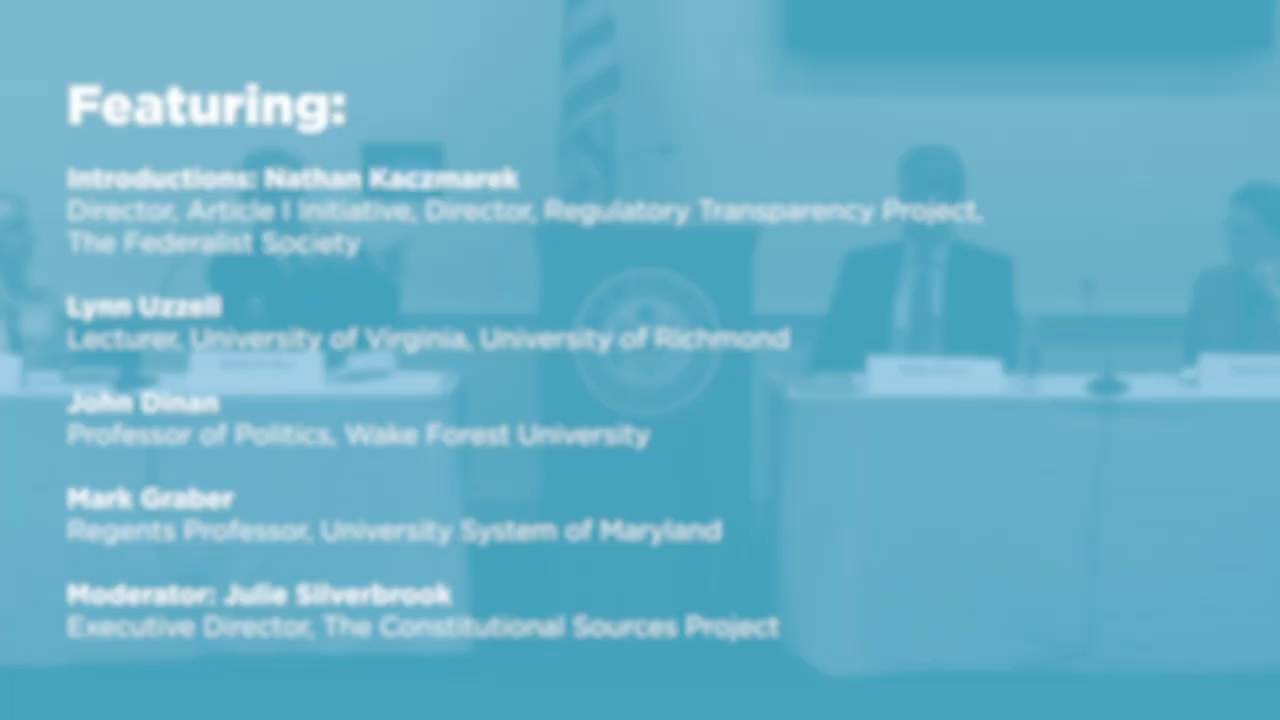 Featuring:
Introductions: Nathan Kaczmarek
Director, Article I Initiative, Director, Regulatory Transparency Project,
The Federalist Society
Lynn Uzzell
Lecturer, University of Virginia, University of Richmond
John Dinan
Professor of Politics, Wake Forest University
Mark Graber
Regents Professor, University System of Maryland
Moderator: Julie Silverbrook
Executive Director, The Constitutional Sources Project